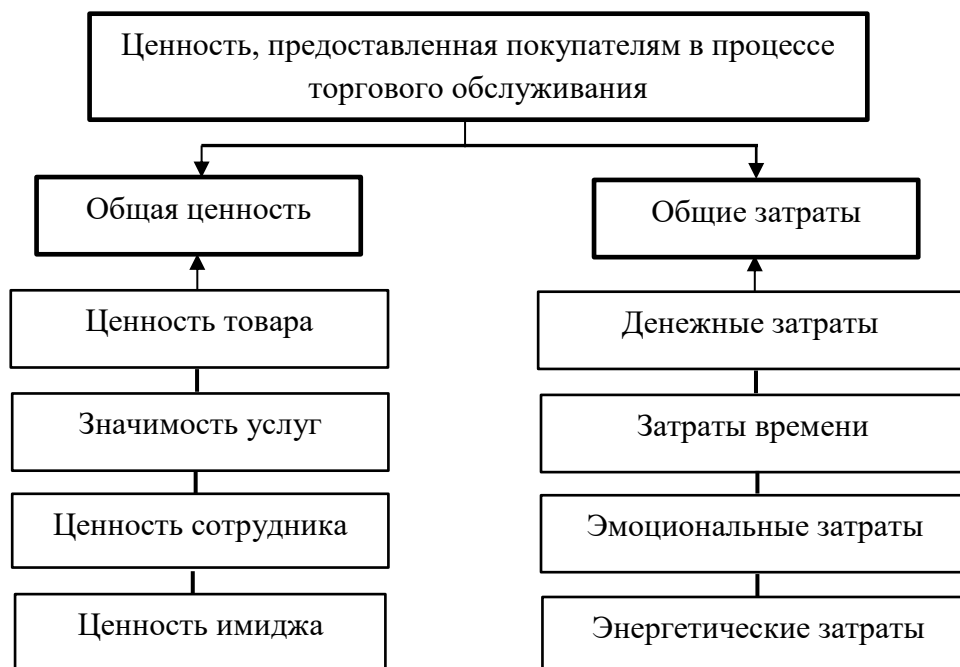 Ценность, предоставленная покупателям в процессе
торгового обслуживания
Общая ценность
Общие затраты
Ценность товара
Денежные затраты
Значимость услуг
Затраты времени
Ценность сотрудника
Эмоциональные затраты
Ценность имиджа
Энергетические затраты